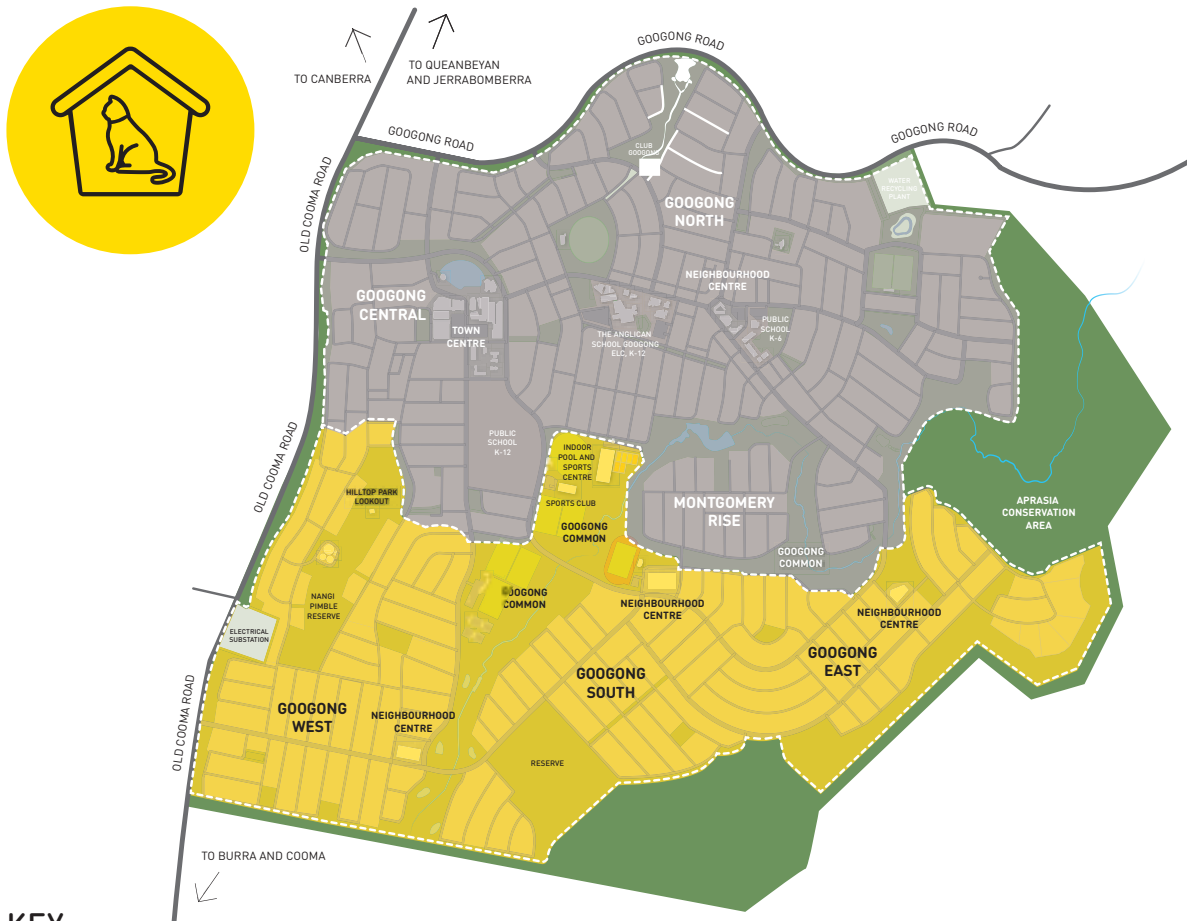 GOOGONG ROAD
TO CANBERRA
TO QUEANBEYAN
AND JERRABOMBERRA
GOOGONG ROAD
GOOGONG ROAD
CLUB
GOOGONG
WATER
RECYCLING
PLANT
OLD COOMA ROAD
GOOGONG
NORTH
NEIGHBOURHOOD
CENTRE
GOOGONG
CENTRAL
TOWN
CENTRE
THE ANGLICAN
SCHOOL GOOGONG
ELC, K-12
PUBLIC
SCHOOL
K-6
PUBLIC
SCHOOL
K-12
OLD COOMA ROAD
INDOOR
POOL AND
SPORTS
CENTRE
HILLTOP PARK
LOOKOUT
SPORTS CLUB
GOOGONG
COMMON
MONTGOMERY
RISE
APRASIA
CONSERVATION
AREA
GOOGONG
COMMON
NANGI
PIMBLE
RESERVE
GOOGONG
COMMON
NEIGHBOURHOOD
CENTRE
NEIGHBOURHOOD
CENTRE
ELECTRICAL
SUBSTATION
GOOGONG
EAST
GOOGONG
SOUTH
OLD COOMA ROAD
GOOGONG
WEST
NEIGHBOURHOOD
CENTRE
RESERVE
TO BURRA AND COOMA
KEY